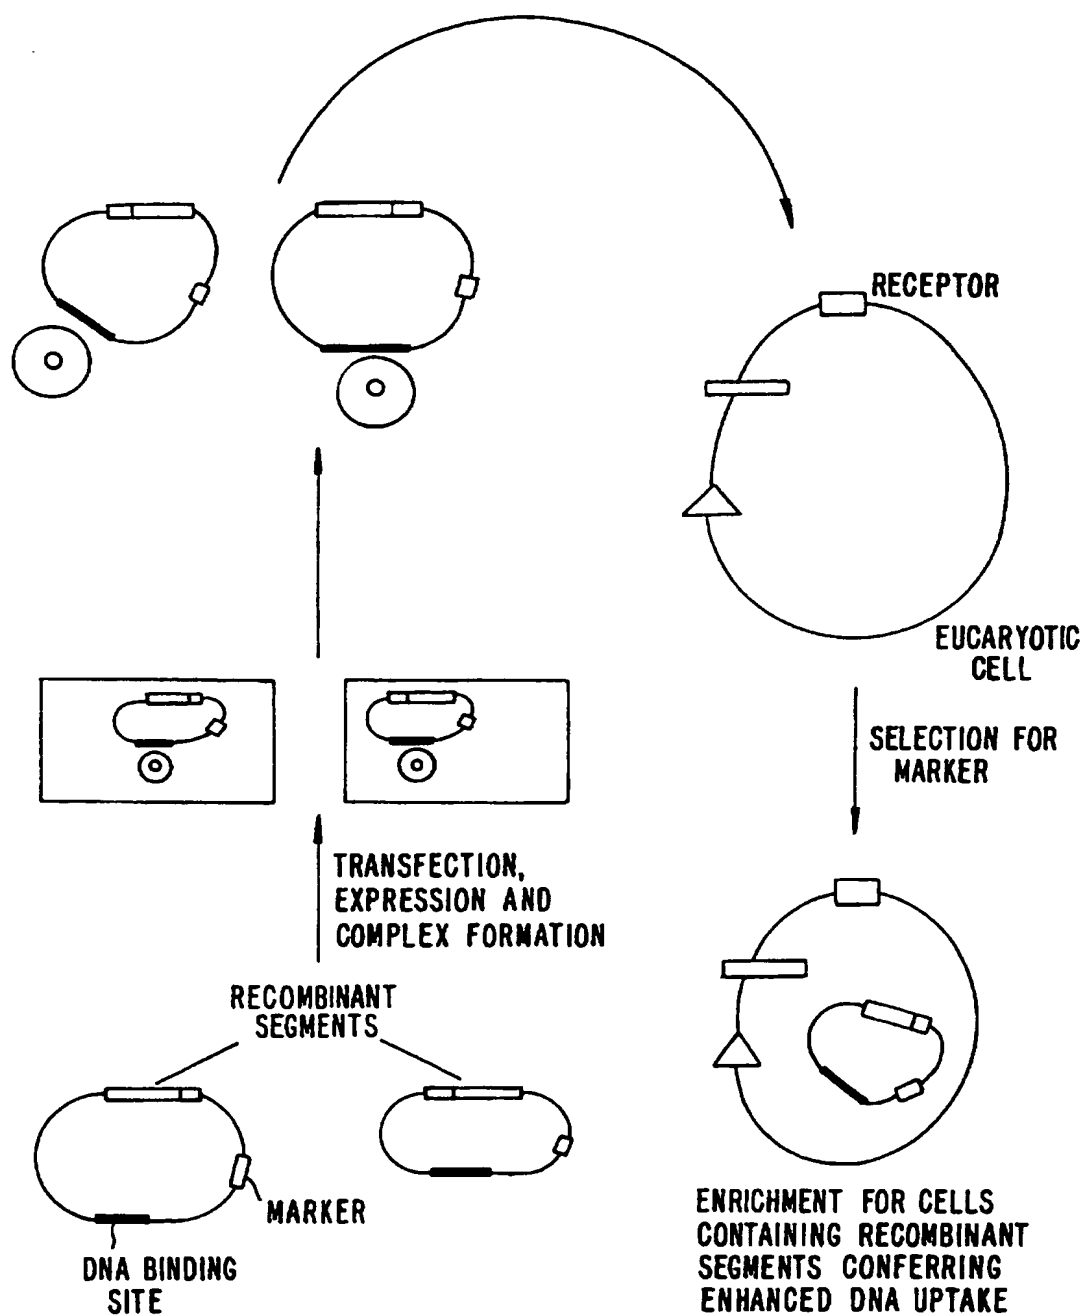 RECEPTOR
EUCARYOTIC
CELL
SELECTION FOR
MARKER
TRANSFECTION,
EXPRESSION AND
COMPLEX FORMATION
RECOMBINANT
SEGMENTS
MARKER
DNA BINDING
SITE
ENRICHMENT FOR CELLS
CONTAINING RECOMBINANT
SEGMENTS CONFERRING
ENHANCED DNA UPTAKE